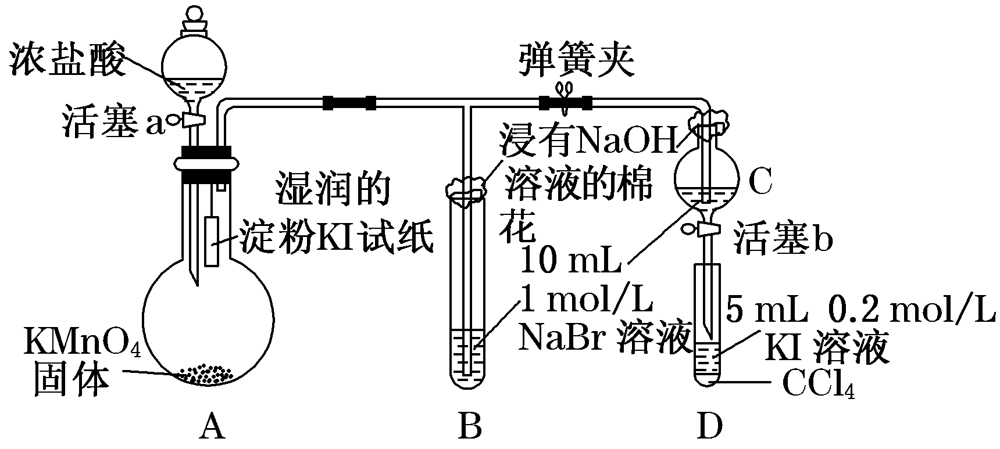 浓盐酸
活塞a
弹簧夹
浸有NaOH
溶液的棉
花
湿润的
淀粉KI试纸
C
活塞b
10 mL
1 mol/L
NaBr 溶液
5 mL 0.2 mol/L
KI 溶液
CCl₄
KMnO₄
固体
A
B
D